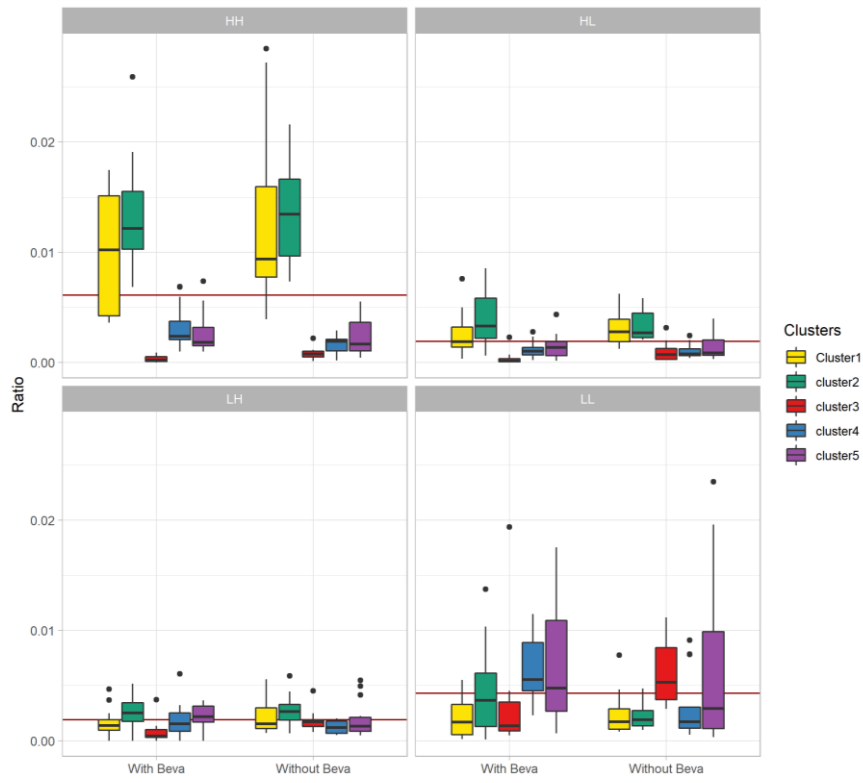 HH
HL
0.02
0.01
0.00
LH
LL
0.02
0.01
0.00
With Beva
Without Beva
With Beva
Without Beva
Ratio
Clusters
Cluster1
cluster2
cluster3
cluster4
cluster5